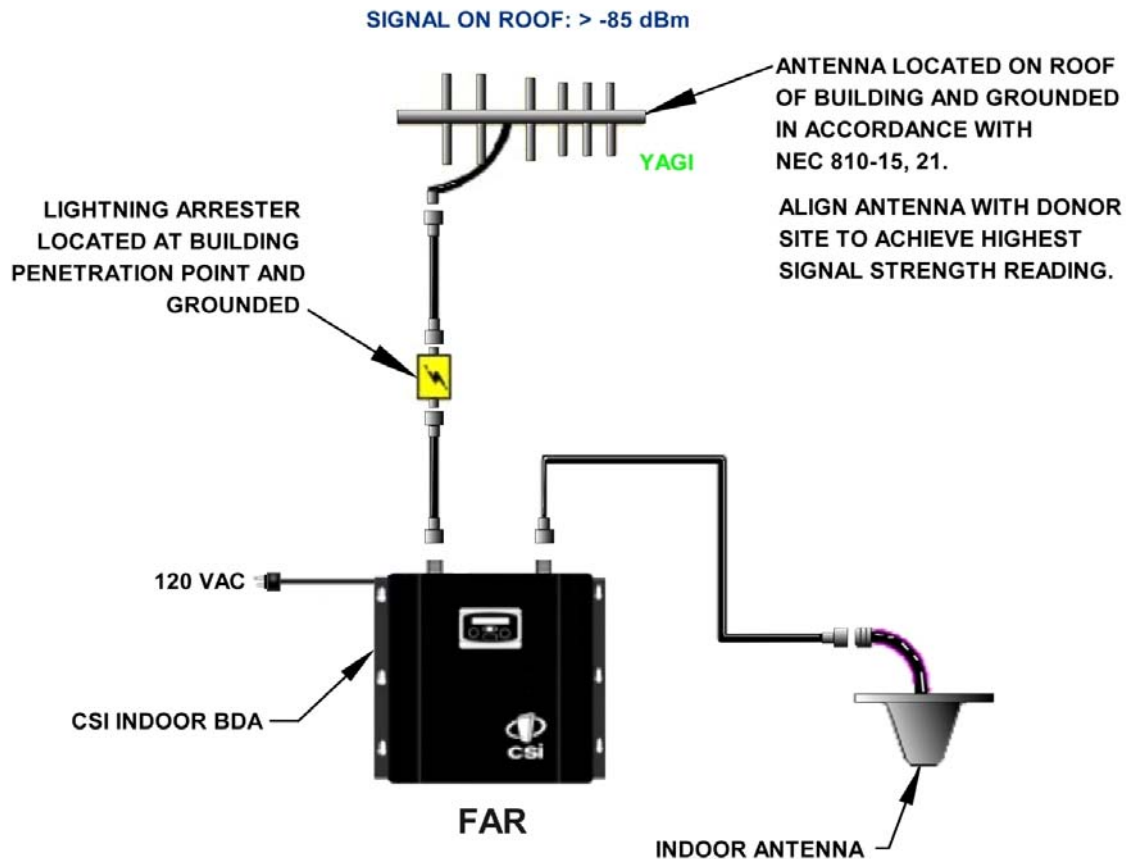 SIGNAL ON ROOF: > -85 dBm
ANTENNA LOCATED ON ROOF
OF BUILDING AND GROUNDED
IN ACCORDANCE WITH
NEC 810-15, 21.
YAGI
ALIGN ANTENNA WITH DONOR
SITE TO ACHIEVE HIGHEST
SIGNAL STRENGTH READING.
LIGHTNING ARRESTER
LOCATED AT BUILDING
PENETRATION POINT AND
GROUNDED
120 VAC
CSI INDOOR BDA
csi
FAR
INDOOR ANTENNA